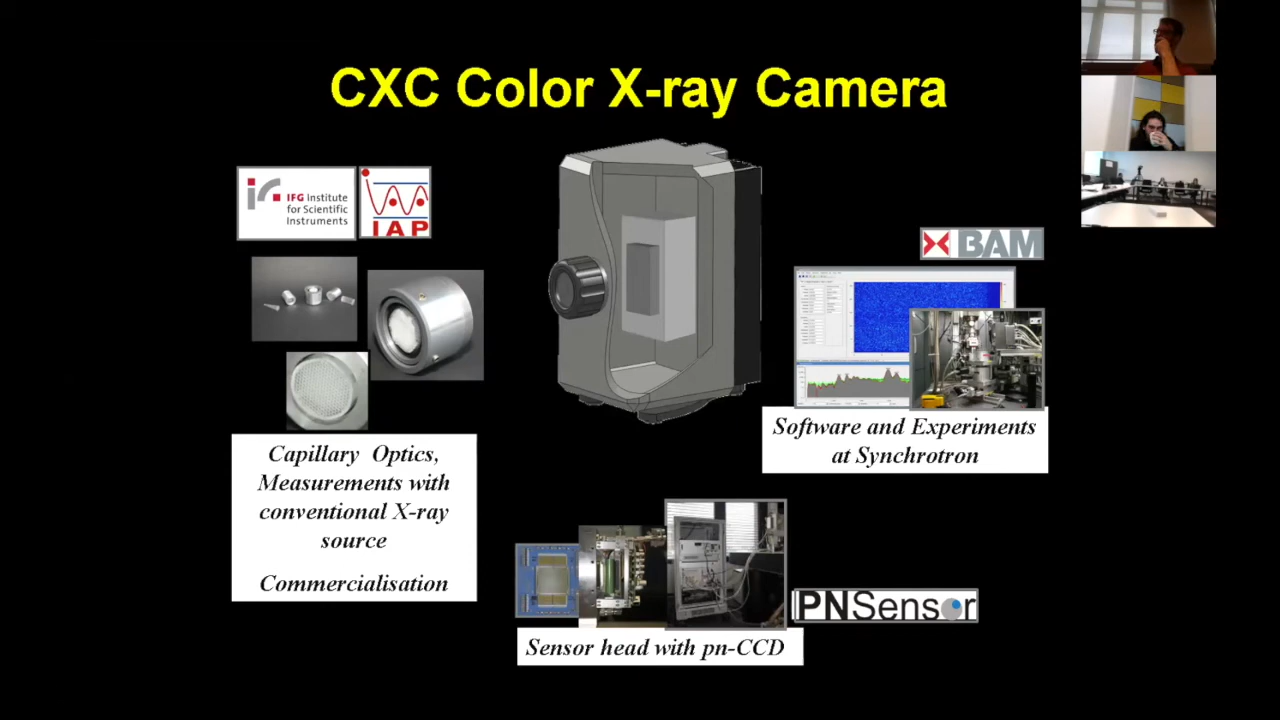 CXC Color X-ray Camera
IFG Institute
for Scientific
Instruments
IAP
BAM
Software and Experiments
at Synchrotron
Capillary Optics,
Measurements with
conventional X-ray
source
Commercialisation
PNSensor
Sensor head with pn-CCD